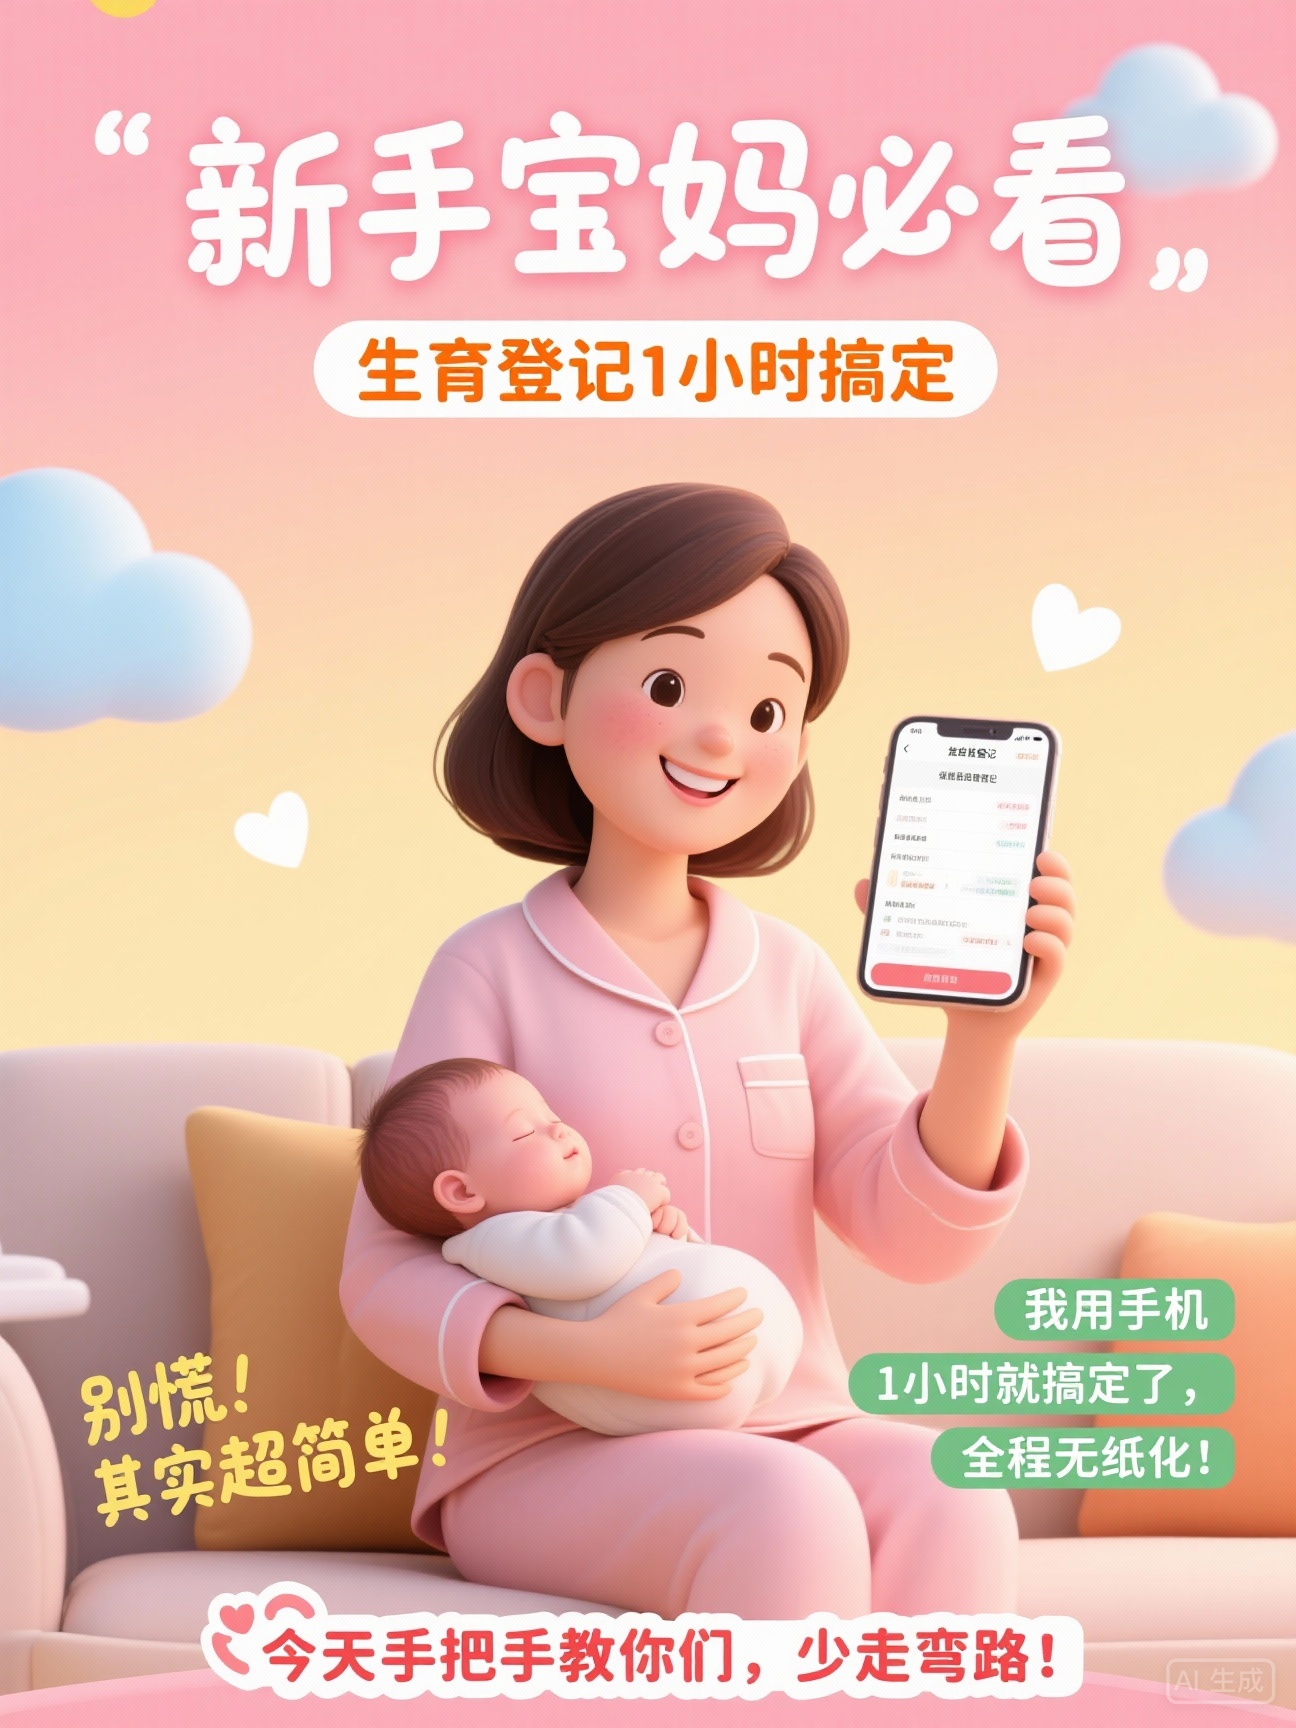 “新手宝妈必看”
生育登记1小时搞定
别慌！
其实超简单！
我用手机
1小时就搞定了，
全程无纸化！
今天手把手教你们，少走弯路！
AI生成